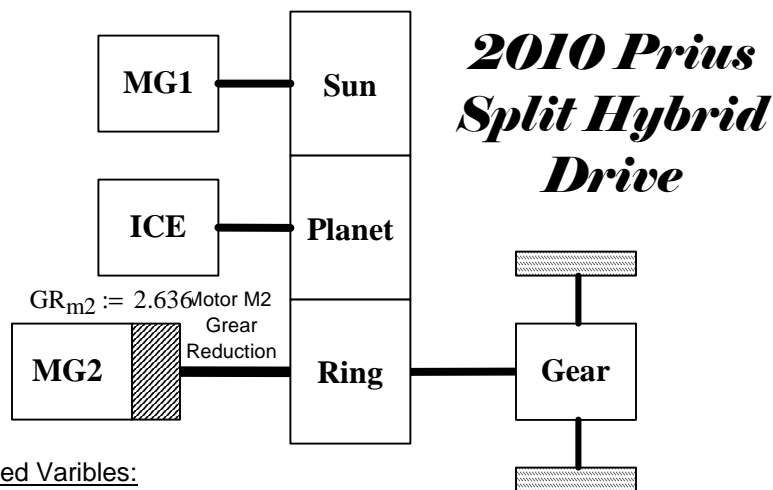 2010 Prius
Split Hybrid
Drive
MG1
Sun
ICE
Planet
GRm2 := 2.636
Motor M2
Grear
Reduction
MG2
Ring
Gear
ed Varibles: